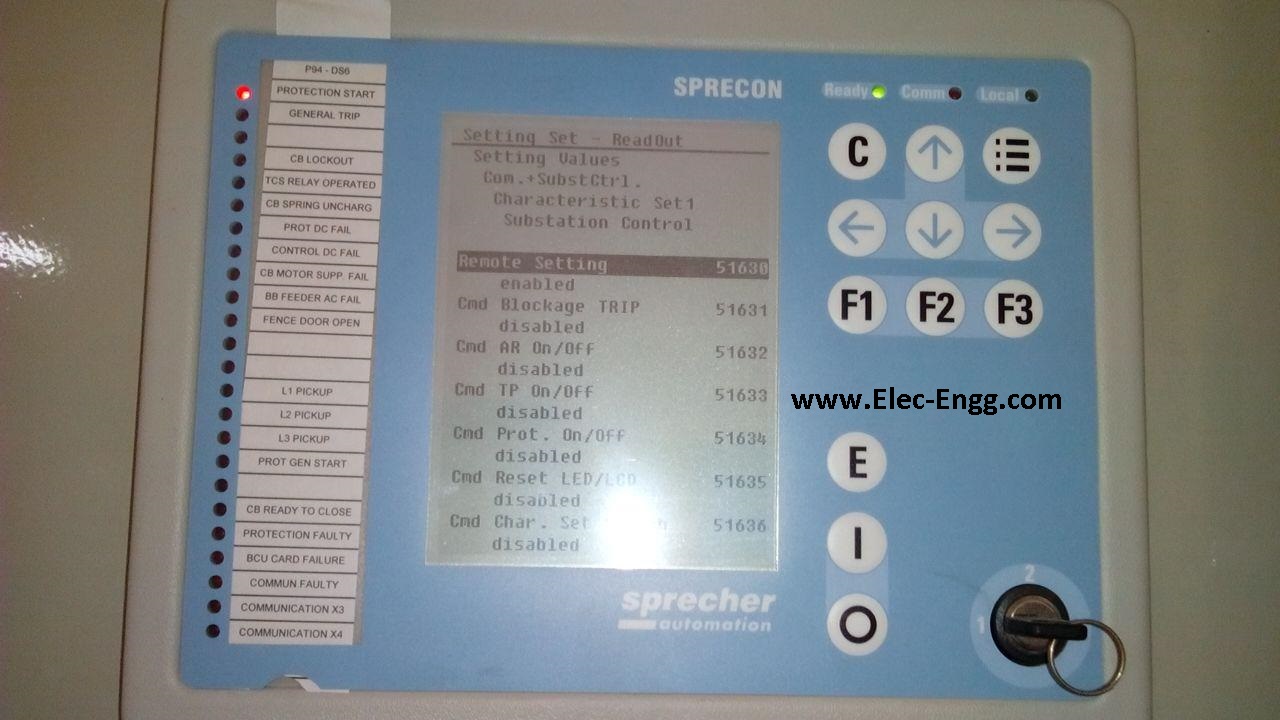 P94 - DS6
PROTECTION START
GENERAL TRIP
CB LOCKOUT
TCS RELAY OPERATED
CB SPRING UNCHARG
PROT DC FAIL
CONTROL DC FAIL
CB MOTOR SUPP. FAIL
BB FEEDER AC FAIL
FENCE DOOR OPEN
L1 PICKUP
L2 PICKUP
L3 PICKUP
PROT GEN START
CB READY TO CLOSE
PROTECTION FAULTY
BCU CARD FAILURE
COMMUN FAULTY
COMMUNICATION X3
COMMUNICATION X4
SPRECON
Setting Set - ReadOut
Setting Values
Com.+SubstCtrl.
Characteristic Set1
Substation Control
Remote Setting 51630
enabled
Cmd Blockage TRIP 51631
disabled
Cmd AR On/Off 51632
disabled
Cmd TP On/Off 51633
disabled
Cmd Prot. On/Off 51634
disabled
Cmd Reset LED/LCD 51635
disabled
Cmd Char. Set 51636
disabled
sprecher
automation
Ready Comm Local
C
F1 F2 F3
www.Elec-Engg.com
E
I
O
2
1